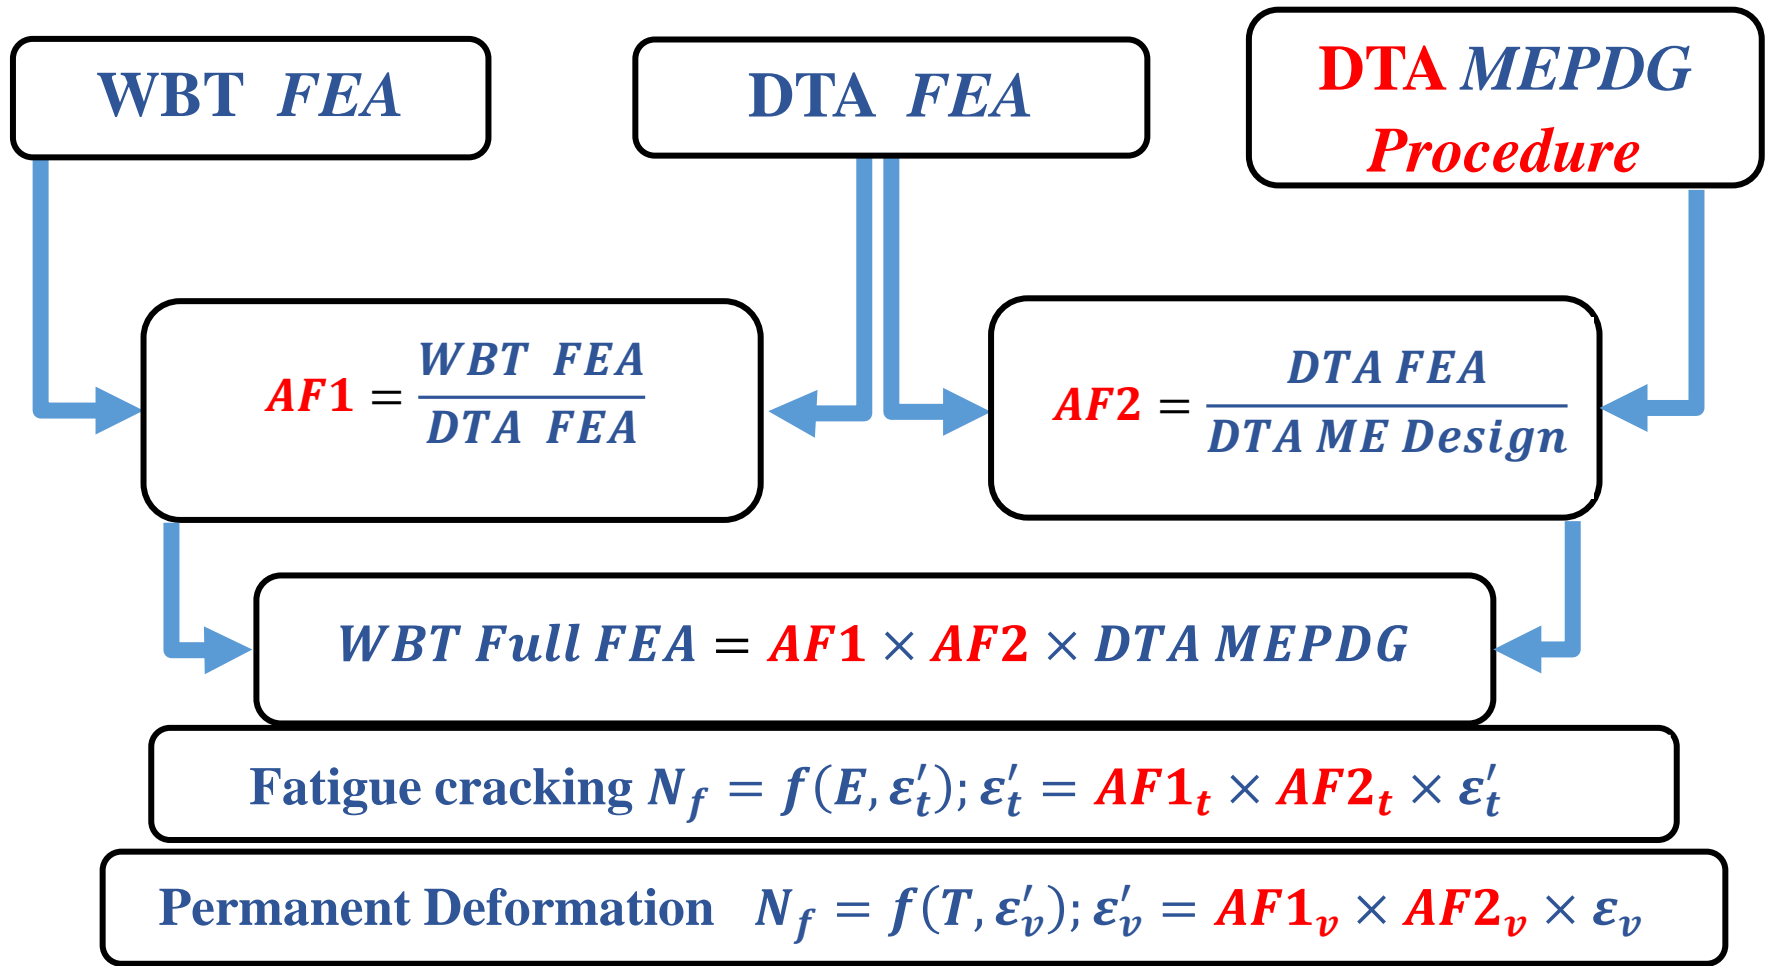 WBT FEA
DTA FEA
DTA MEPDG
Procedure
AF1 = WBT FEA / DTA FEA
AF2 = DTA FEA / DTA ME Design
WBT Full FEA = AF1 × AF2 × DTA MEPDG
Fatigue cracking N_f = f(E, ε′_t); ε′_t = AF1_t × AF2_t × ε′_t
Permanent Deformation N_f = f(T, ε′_v); ε′_v = AF1_v × AF2_v × ε_v